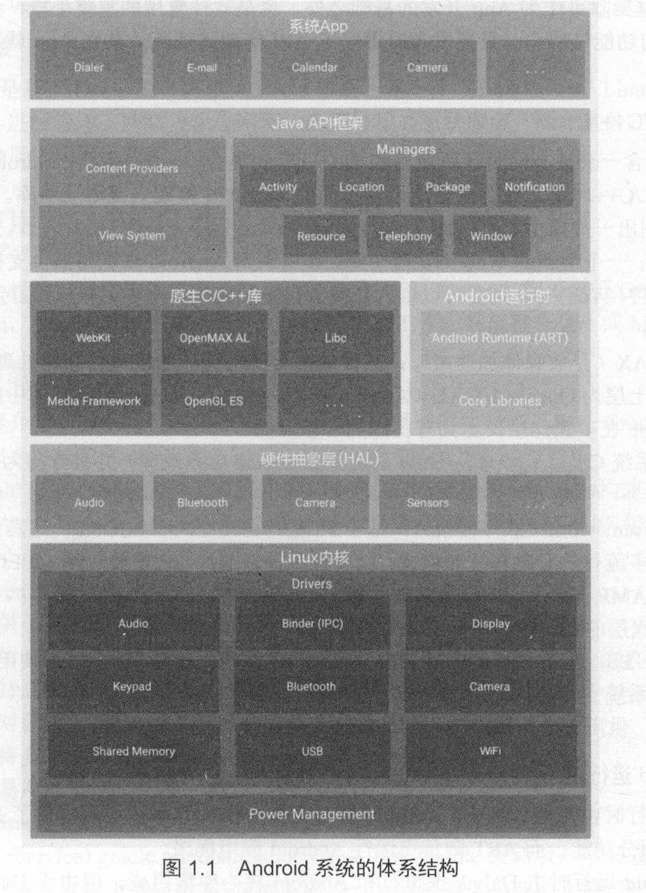 系统App
Dialer E-mail Calendar Camera ...
Java API框架
Content Providers
View System
Managers
Activity Location Package Notification
Resource Telephony Window
原生C/C++库
WebKit OpenMAX AL Libc
Media Framework OpenGL ES ...
Android运行时
Android Runtime (ART)
Core Libraries
硬件抽象层(HAL)
Audio Bluetooth Camera Sensors ...
Linux内核
Drivers
Audio Binder (IPC) Display
Keypad Bluetooth Camera
Shared Memory USB WiFi
Power Management
图 1.1 Android 系统的体系结构